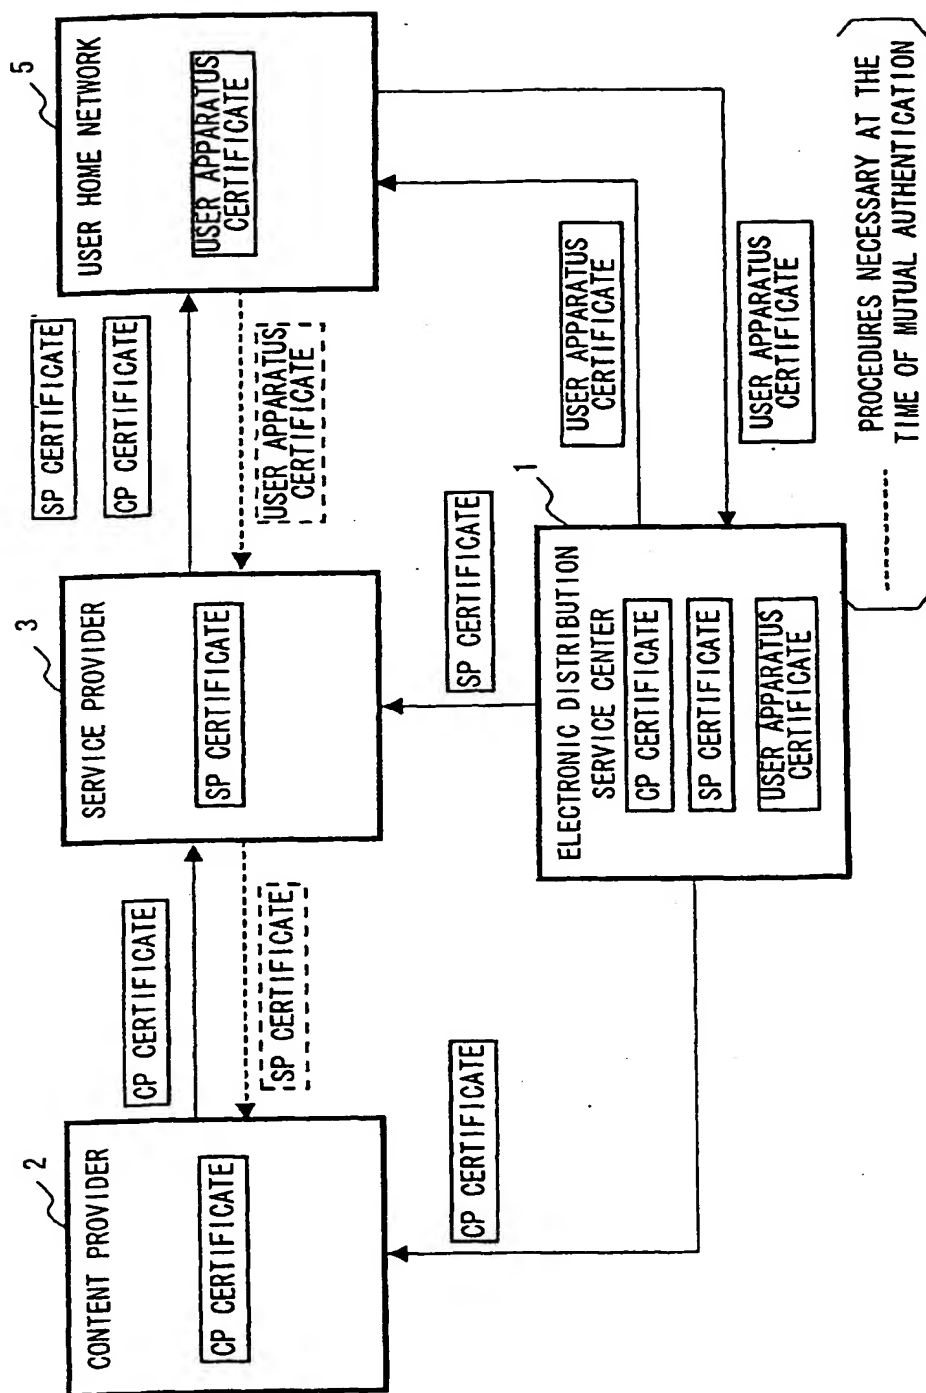 2
CONTENT PROVIDER
CP CERTIFICATE
CP CERTIFICATE
SP CERTIFICATE
3
SERVICE PROVIDER
SP CERTIFICATE
SP CERTIFICATE
CP CERTIFICATE
USER APPARATUS
CERTIFICATE
5
USER HOME NETWORK
USER APPARATUS
CERTIFICATE
CP CERTIFICATE
SP CERTIFICATE
1
ELECTRONIC DISTRIBUTION
SERVICE CENTER
CP CERTIFICATE
SP CERTIFICATE
USER APPARATUS
CERTIFICATE
USER APPARATUS
CERTIFICATE
USER APPARATUS
CERTIFICATE
PROCEDURES NECESSARY AT THE
TIME OF MUTUAL AUTHENTICATION